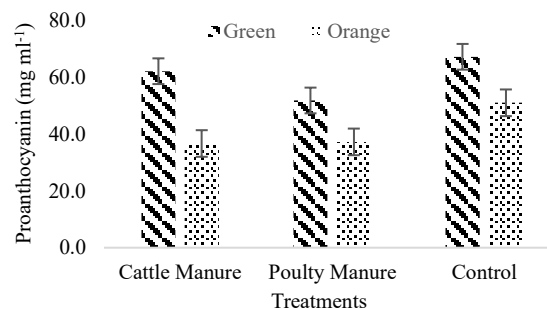 Proanthocyanin (mg ml⁻¹)
80.0
60.0
40.0
20.0
0.0
Green Orange
Cattle Manure Poulty Manure Control
Treatments